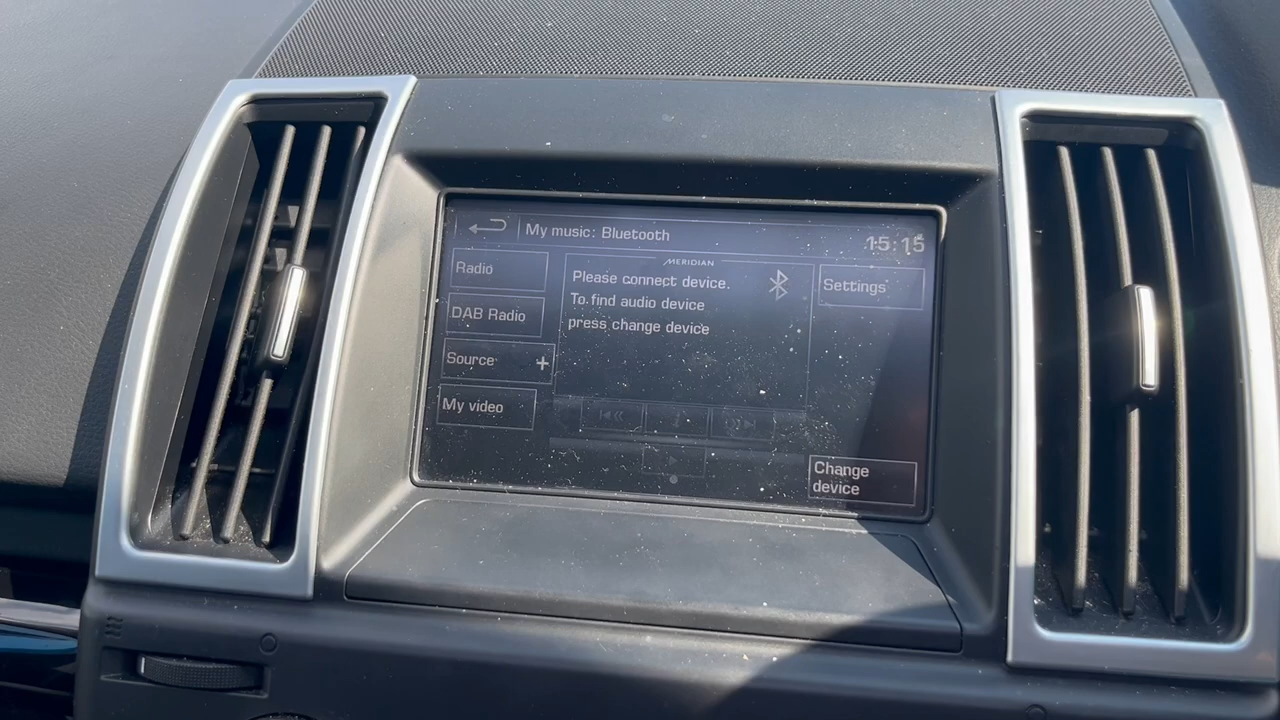 My music: Bluetooth
15:15
Radio
DAB Radio
Source +
My video
MERIDIAN
Please connect device.
To find audio device
press change device
Settings
Change
device